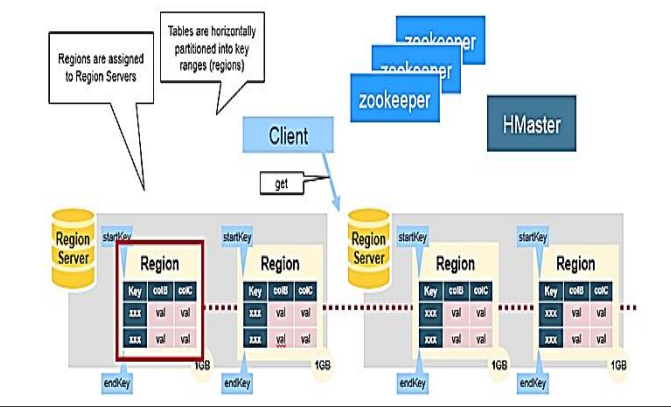 Regions are assigned
to Region Servers
Tables are horizontally
partitioned into key
ranges (regions)
zookeeper
zookeeper
zookeeper
HMaster
Client
get
Region
Server
startKey
Region
Key colB colC
xxx val val
xxx val val
endKey
1GB
startKey
Region
Key colB colC
xxx val val
xxx val val
endKey
1GB
Region
Server
startKey
Region
Key colB colC
xxx val val
xxx val val
endKey
1GB
startKey
Region
Key colB colC
xxx val val
xxx val val
endKey
1GB